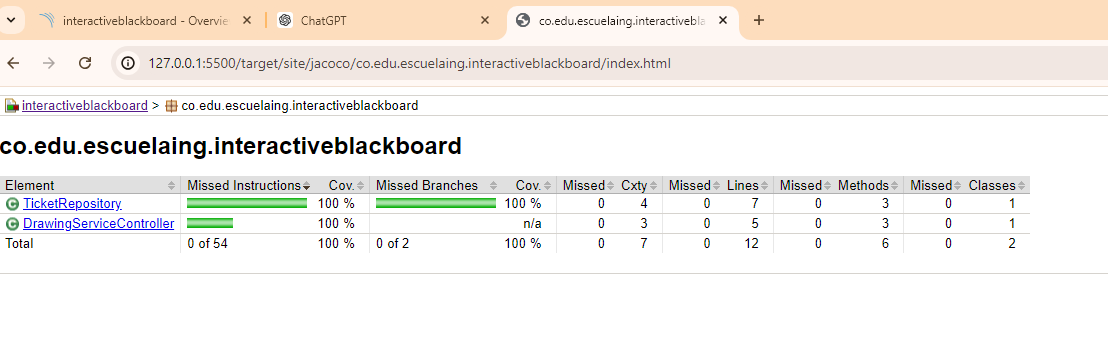 interactiveblackboard - Overvie
ChatGPT
co.edu.escuelaing.interactivebla
127.0.0.1:5500/target/site/jacoco/co.edu.escuelaing.interactiveblackboard/index.html
interactiveblackboard > co.edu.escuelaing.interactiveblackboard
co.edu.escuelaing.interactiveblackboard
Element Missed Instructions Cov. Missed Branches Cov. Missed Cxty Missed Lines Missed Methods Missed Classes
TicketRepository 100 % 100 % 0 4 0 7 0 3 0 1
DrawingServiceController 100 % n/a 0 3 0 5 0 3 0 1
Total 0 of 54 100 % 0 of 2 100 % 0 7 0 12 0 6 0 2